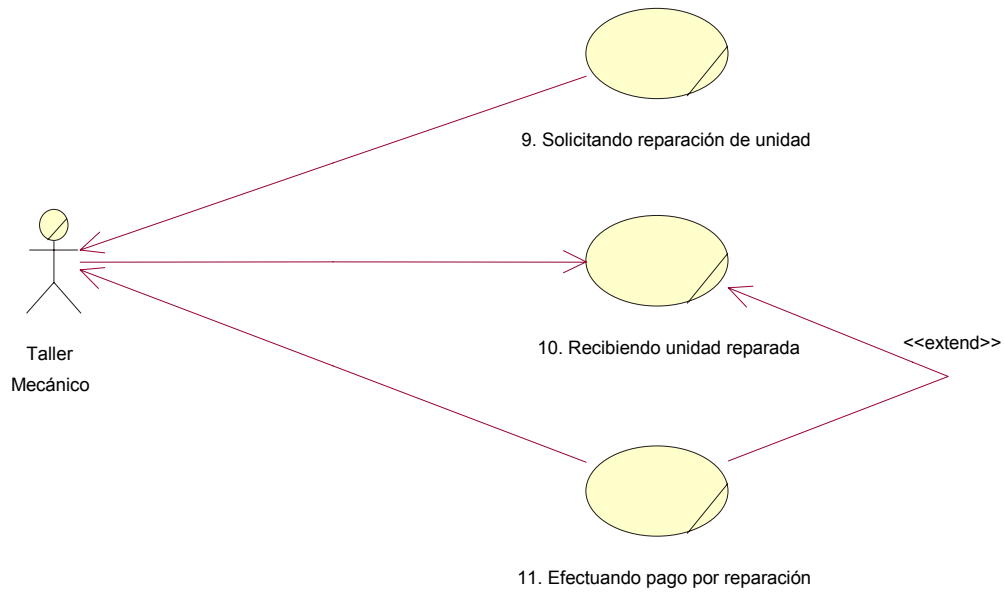 9. Solicitando reparación de unidad
Taller
Mecánico
10. Recibiendo unidad reparada
<<extend>>
11. Efectuando pago por reparación